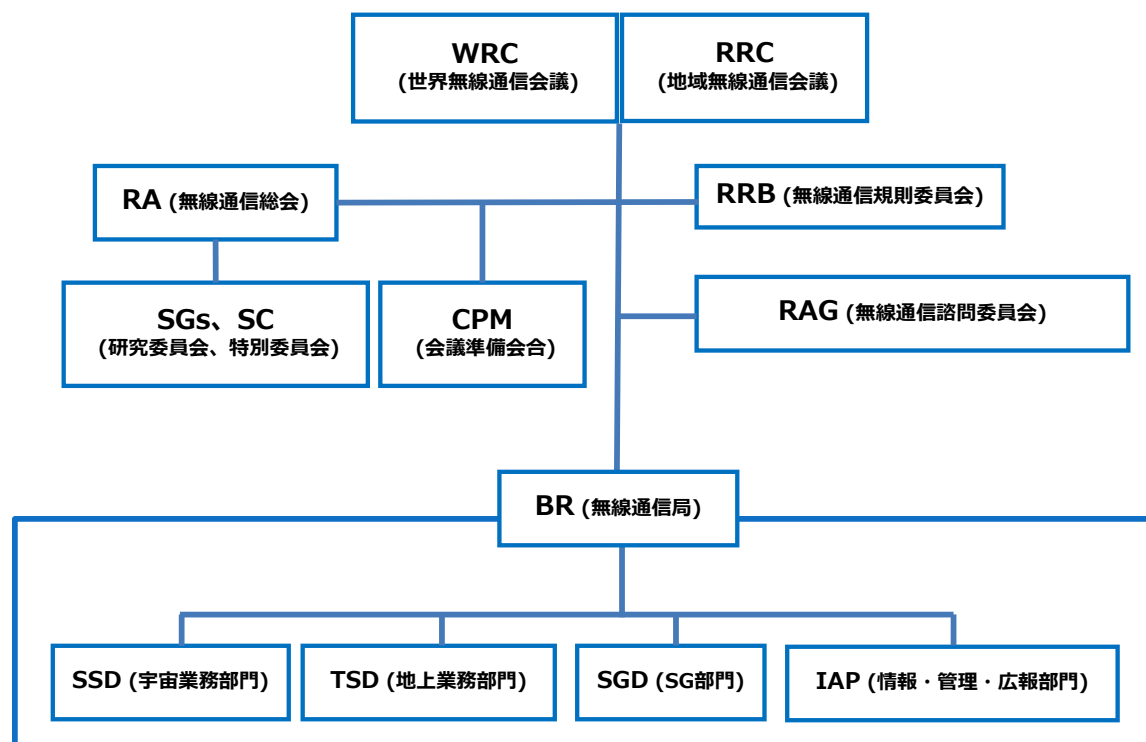 WRC
(世界無線通信会議)
RRC
(地域無線通信会議)
RA (無線通信総会)
RRB (無線通信規則委員会)
SGs、SC
(研究委員会、特別委員会)
CPM
(会議準備会合)
RAG (無線通信諮問委員会)
BR (無線通信局)
SSD (宇宙業務部門)
TSD (地上業務部門)
SGD (SG部門)
IAP (情報・管理・広報部門)